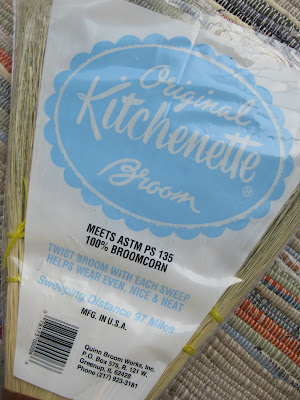 Original
Kitchenette
®
Broom
MEETS ASTM PS 135
100% BROOMCORN
TWIST BROOM WITH EACH SWEEP
HELPS WEAR EVEN, NICE & NEAT
Sweeping Distance 97 Miles
MFG. IN U.S.A.
Quinn Broom Works, Inc.
P.O. Box 575, R. 121 W.
Greenup, IL 62428
Phone (217) 923-3181